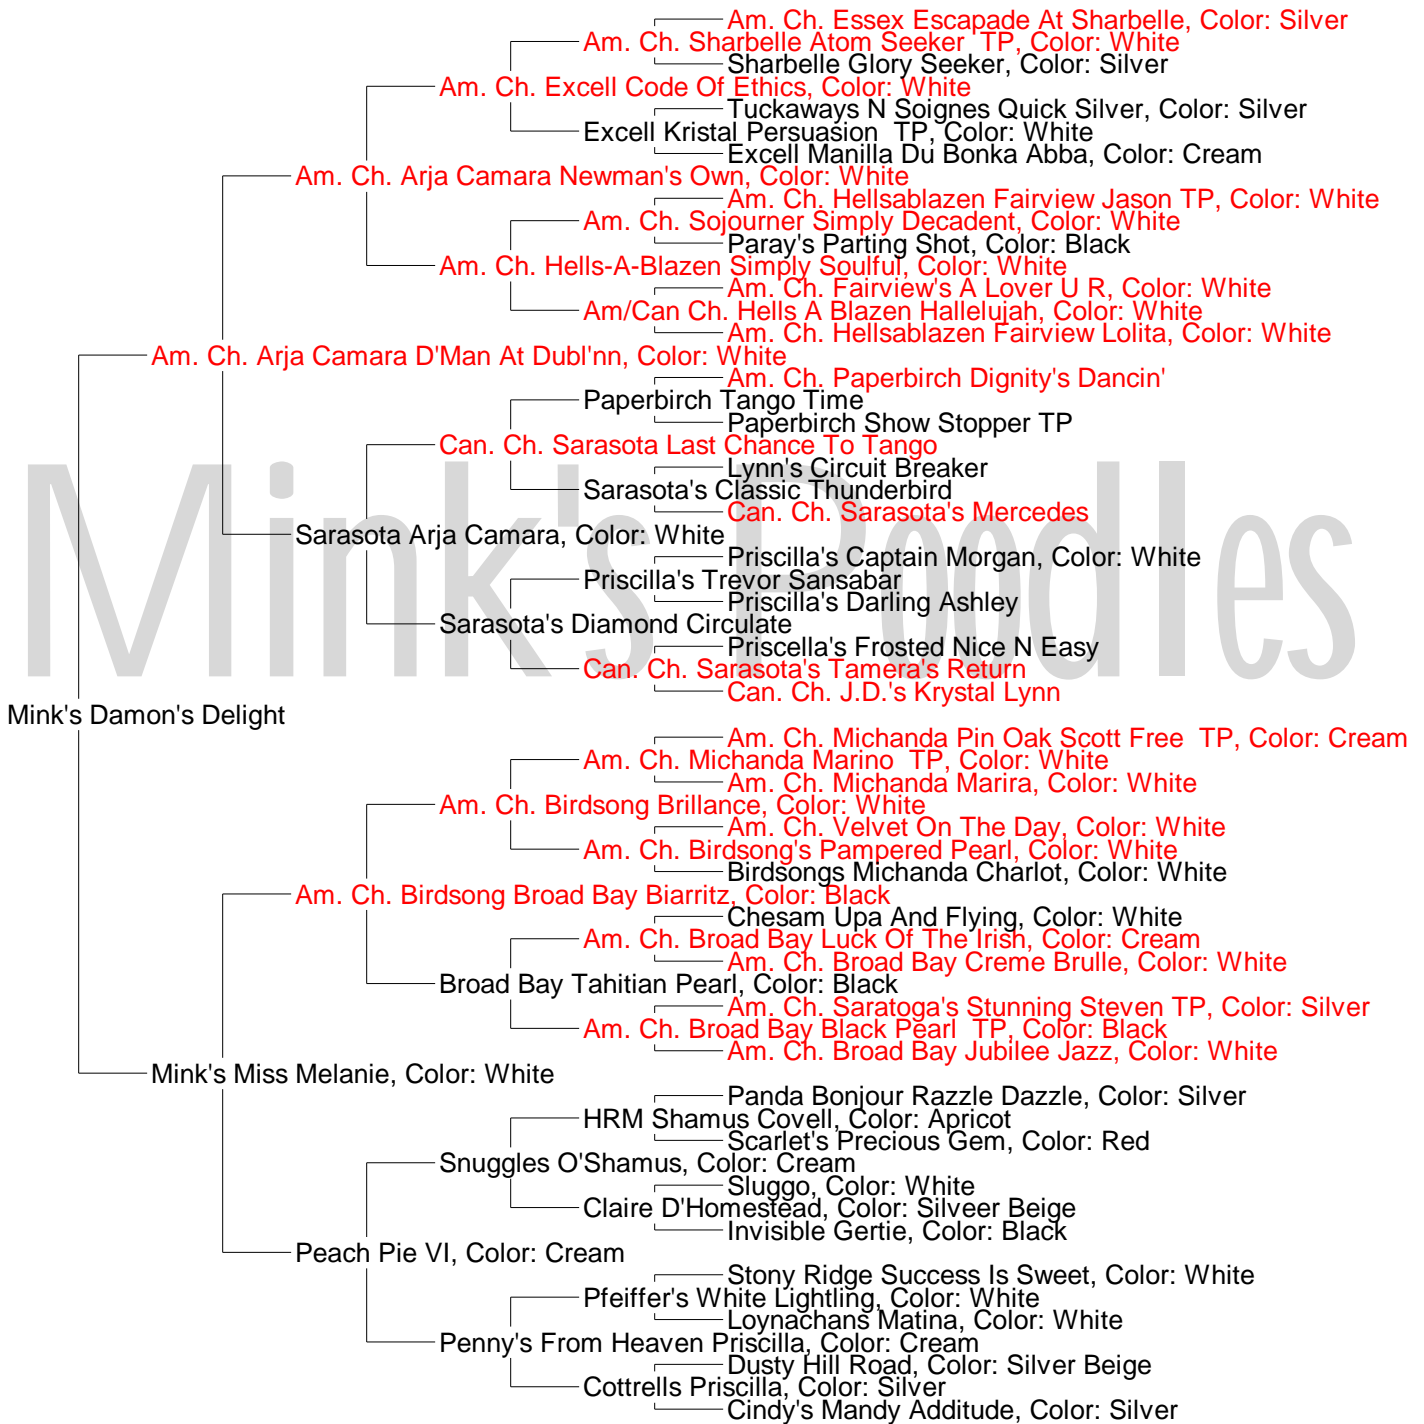 Am. Ch. Essex Escapade At Sharbelle, Color: Silver
Am. Ch. Sharbelle Atom Seeker  TP, Color: White
Sharbelle Glory Seeker, Color: Silver
Am. Ch. Excell Code Of Ethics, Color: White
Tuckaways N Soignes Quick Silver, Color: Silver
Excell Kristal Persuasion  TP, Color: White
Excell Manilla Du Bonka Abba, Color: Cream
Am. Ch. Arja Camara Newman's Own, Color: White
Am. Ch. Hellsablazen Fairview Jason TP, Color: White
Am. Ch. Sojourner Simply Decadent, Color: White
Paray's Parting Shot, Color: Black
Am. Ch. Hells-A-Blazen Simply Soulful, Color: White
Am. Ch. Fairview's A Lover U R, Color: White
Am/Can Ch. Hells A Blazen Hallelujah, Color: White
Am. Ch. Hellsablazen Fairview Lolita, Color: White
Am. Ch. Arja Camara D'Man At Dubl'nn, Color: White
Am. Ch. Paperbirch Dignity's Dancin'
Paperbirch Tango Time
Paperbirch Show Stopper TP
Can. Ch. Sarasota Last Chance To Tango
Lynn's Circuit Breaker
Sarasota's Classic Thunderbird
Can. Ch. Sarasota's Mercedes
Sarasota Arja Camara, Color: White
Mink's Poodles
Priscilla's Captain Morgan, Color: White
Priscilla's Trevor Sansabar
Priscilla's Darling Ashley
Sarasota's Diamond Circulate
Priscella's Frosted Nice N Easy
Can. Ch. Sarasota's Tamera's Return
Can. Ch. J.D.'s Krystal Lynn
Mink's Damon's Delight
Am. Ch. Michanda Pin Oak Scott Free  TP, Color: Cream
Am. Ch. Michanda Marino  TP, Color: White
Am. Ch. Michanda Marira, Color: White
Am. Ch. Birdsong Brillance, Color: White
Am. Ch. Velvet On The Day, Color: White
Am. Ch. Birdsong's Pampered Pearl, Color: White
Birdsongs Michanda Charlot, Color: White
Am. Ch. Birdsong Broad Bay Biarritz, Color: Black
Chesam Upa And Flying, Color: White
Am. Ch. Broad Bay Luck Of The Irish, Color: Cream
Am. Ch. Broad Bay Creme Brulle, Color: White
Broad Bay Tahitian Pearl, Color: Black
Am. Ch. Saratoga's Stunning Steven TP, Color: Silver
Am. Ch. Broad Bay Black Pearl  TP, Color: Black
Am. Ch. Broad Bay Jubilee Jazz, Color: White
Mink's Miss Melanie, Color: White
Panda Bonjour Razzle Dazzle, Color: Silver
HRM Shamus Covell, Color: Apricot
Scarlet's Precious Gem, Color: Red
Snuggles O'Shamus, Color: Cream
Sluggo, Color: White
Claire D'Homestead, Color: Silveer Beige
Invisible Gertie, Color: Black
Peach Pie VI, Color: Cream
Stony Ridge Success Is Sweet, Color: White
Pfeiffer's White Lightling, Color: White
Loynachans Matina, Color: White
Penny's From Heaven Priscilla, Color: Cream
Dusty Hill Road, Color: Silver Beige
Cottrells Priscilla, Color: Silver
Cindy's Mandy Additude, Color: Silver